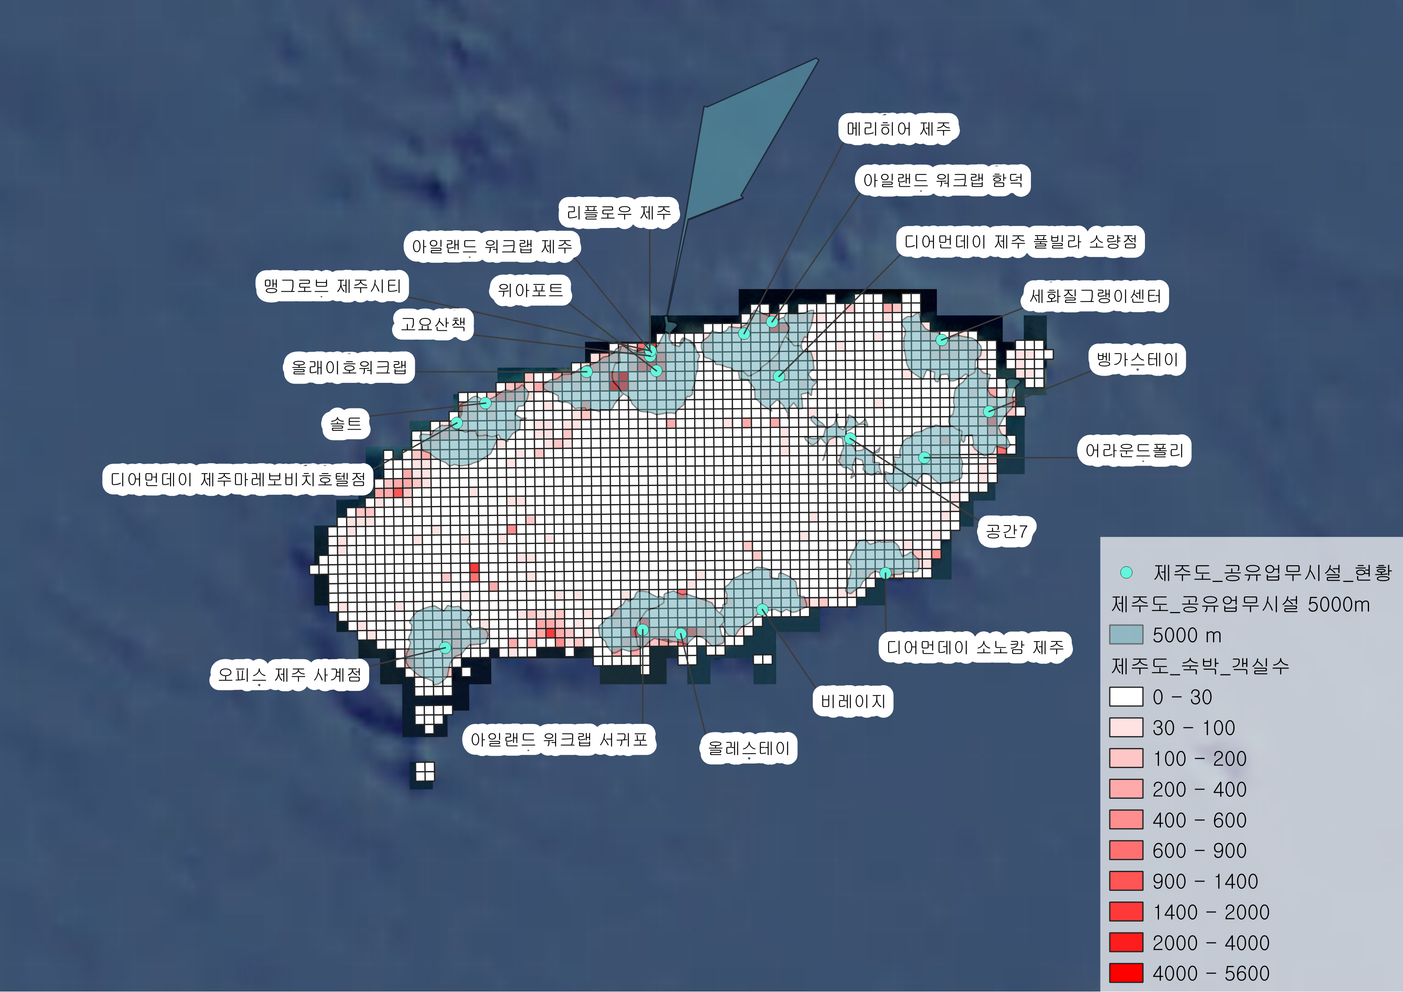 메리히어 제주
아일랜드 워크랩 함덕
리플로우 제주
디어먼데이 제주 풀빌라 소량점
아일랜드 워크랩 제주
맹그로브 제주시티
위아포트
세화질그랭이센터
고요산책
올래이호워크랩
벵가스테이
솔트
어라운드폴리
디어먼데이 제주마레보비치호텔점
공간7
디어먼데이 소노캄 제주
오피스 제주 사계점
비레이지
아일랜드 워크랩 서귀포
올레스테이
제주도_공유업무시설_현황
제주도_공유업무시설 5000m
5000 m
제주도_숙박_객실수
0 - 30
30 - 100
100 - 200
200 - 400
400 - 600
600 - 900
900 - 1400
1400 - 2000
2000 - 4000
4000 - 5600